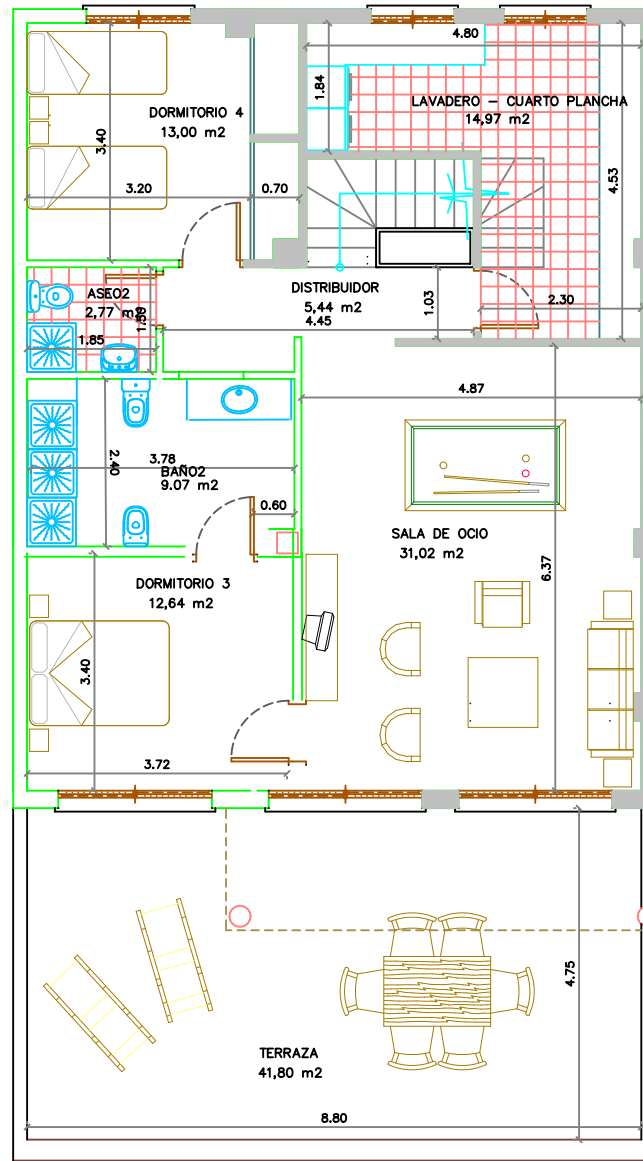 4.80
1.84
LAVADERO – CUARTO PLANCHA
14,97 m2
DORMITORIO 4
13,00 m2
3.40
4.53
3.20
0.70
DISTRIBUIDOR
5,44 m2
4.45
1.03
2.30
ASEO2
2,77 m2
1.50
1.85
4.87
2.40
3.78
BAÑO2
9.07 m2
0.60
SALA DE OCIO
31,02 m2
6.37
DORMITORIO 3
12,64 m2
3.40
3.72
4.75
TERRAZA
41,80 m2
8.80